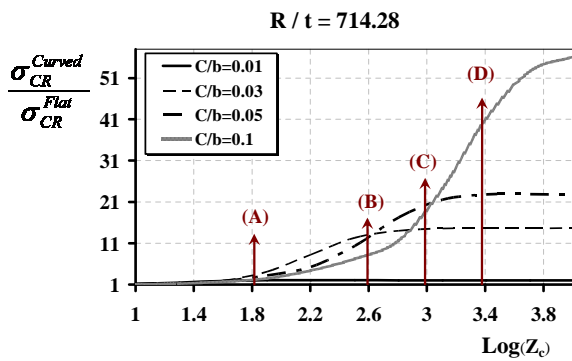 R / t = 714.28
σ_CR^Curved / σ_CR^Flat
51
41
31
21
11
1
C/b=0.01
C/b=0.03
C/b=0.05
C/b=0.1
(A)
(B)
(C)
(D)
1 1.4 1.8 2.2 2.6 3 3.4 3.8
Log(Z_c)